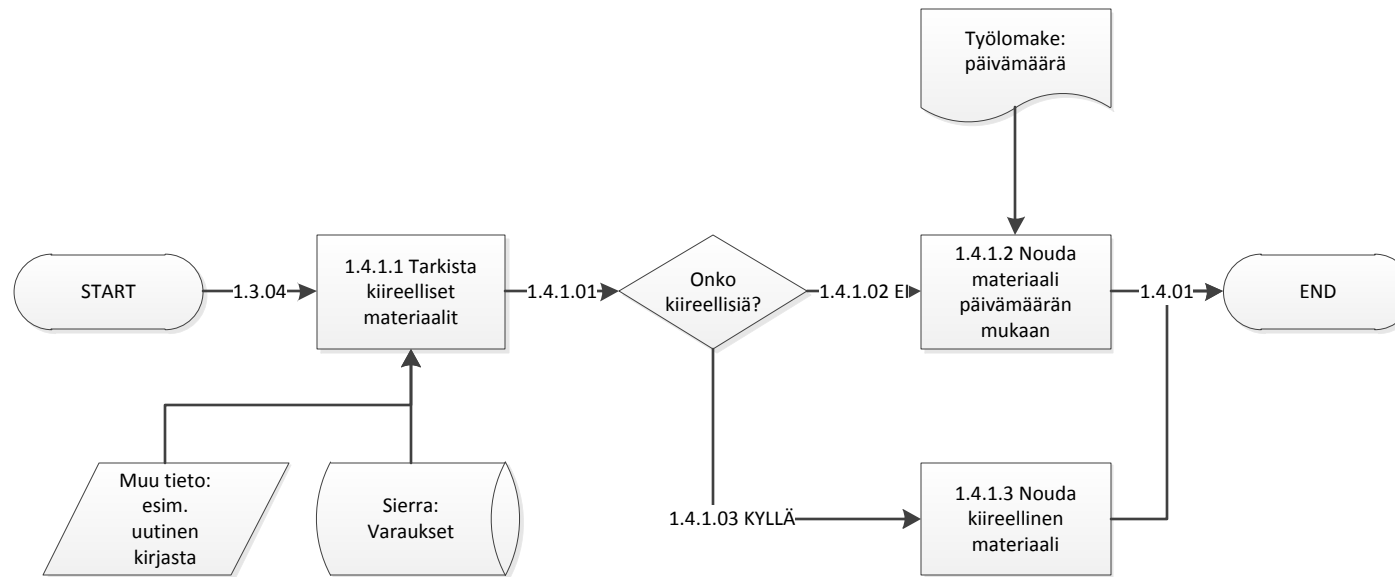 Työlomake:
päivämäärä
START
1.3.04
1.4.1.1 Tarkista
kiireelliset
materiaalit
1.4.1.01
Onko
kiireellisiä?
1.4.1.02 EI
1.4.1.2 Nouda
materiaali
päivämäärän
mukaan
1.4.01
END
Muu tieto:
esim.
uutinen
kirjasta
Sierra:
Varaukset
1.4.1.03 KYLLÄ
1.4.1.3 Nouda
kiireellinen
materiaali